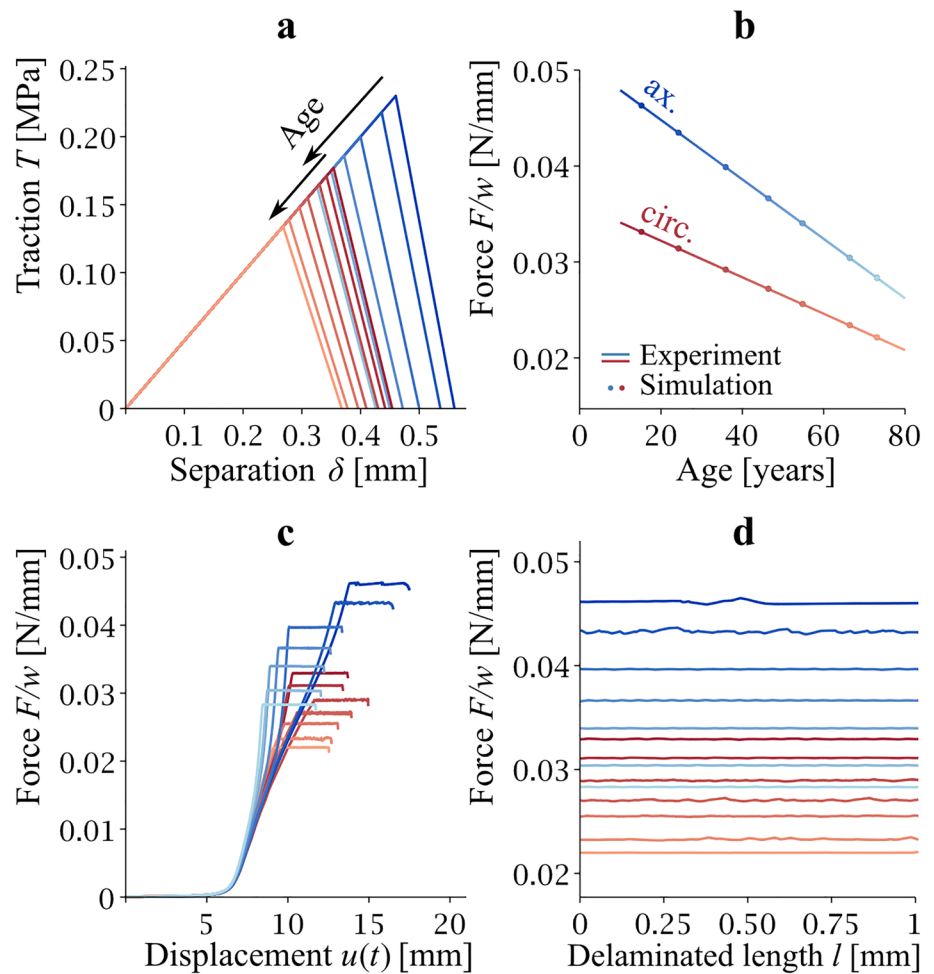 a
Traction T [MPa]
0.25
0.20
0.15
0.10
0.05
0
Age
0.1 0.2 0.3 0.4 0.5
Separation δ [mm]
b
Force F/w [N/mm]
0.05
0.04
0.03
0.02
ax.
circ.
Experiment
Simulation
0 20 40 60 80
Age [years]
c
Force F/w [N/mm]
0.05
0.04
0.03
0.02
0.01
0
5 10 15 20
Displacement u(t) [mm]
d
Force F/w [N/mm]
0.05
0.04
0.03
0.02
0 0.25 0.50 0.75 1
Delaminated length l [mm]